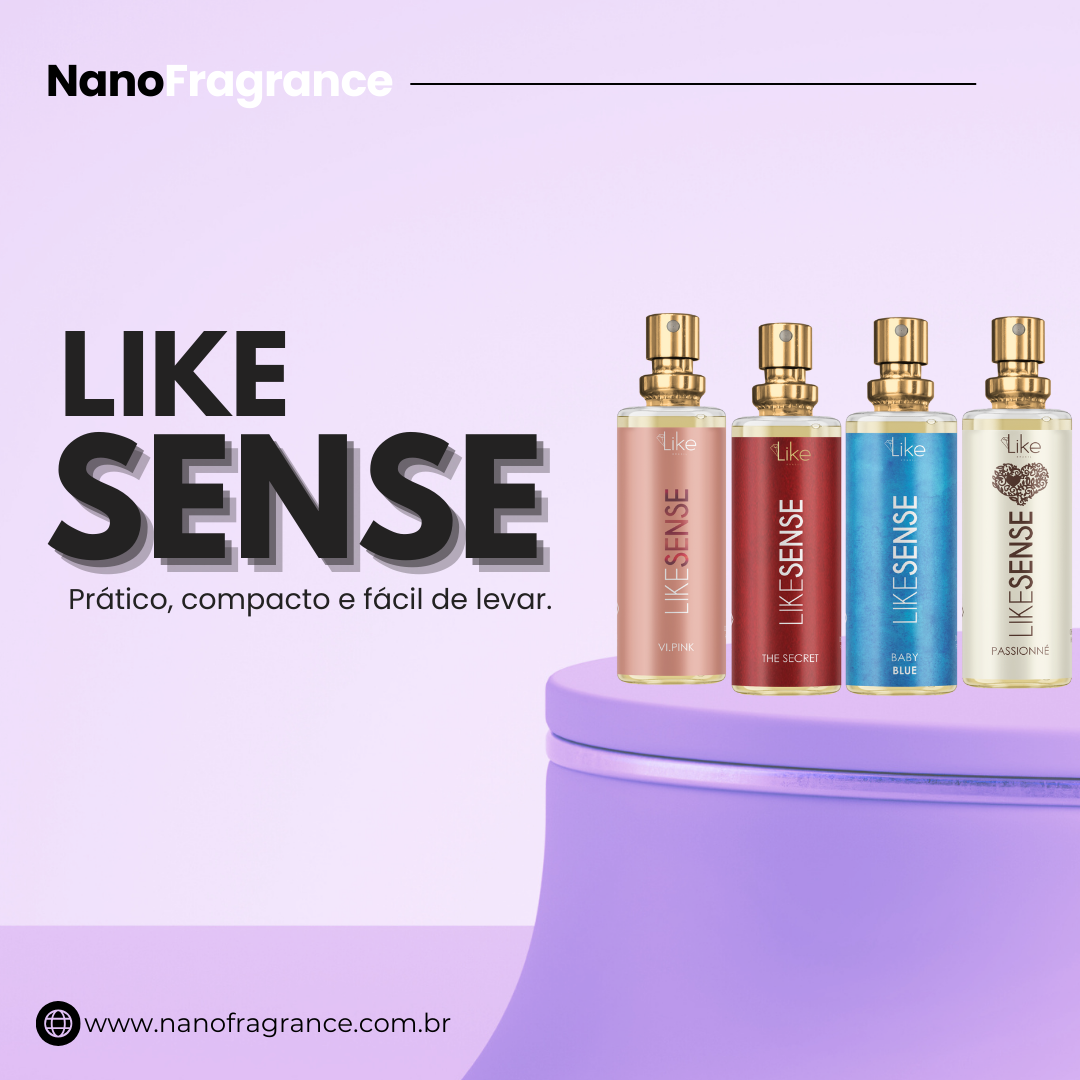 NanoFragrance
LIKE
SENSE
Prático, compacto e fácil de levar.
Like
LIKESENSE
VI.PINK
Like
LIKESENSE
THE SECRET
Like
LIKESENSE
BABY
BLUE
Like
LIKESENSE
PASSIONNÉ
www.nanofragrance.com.br